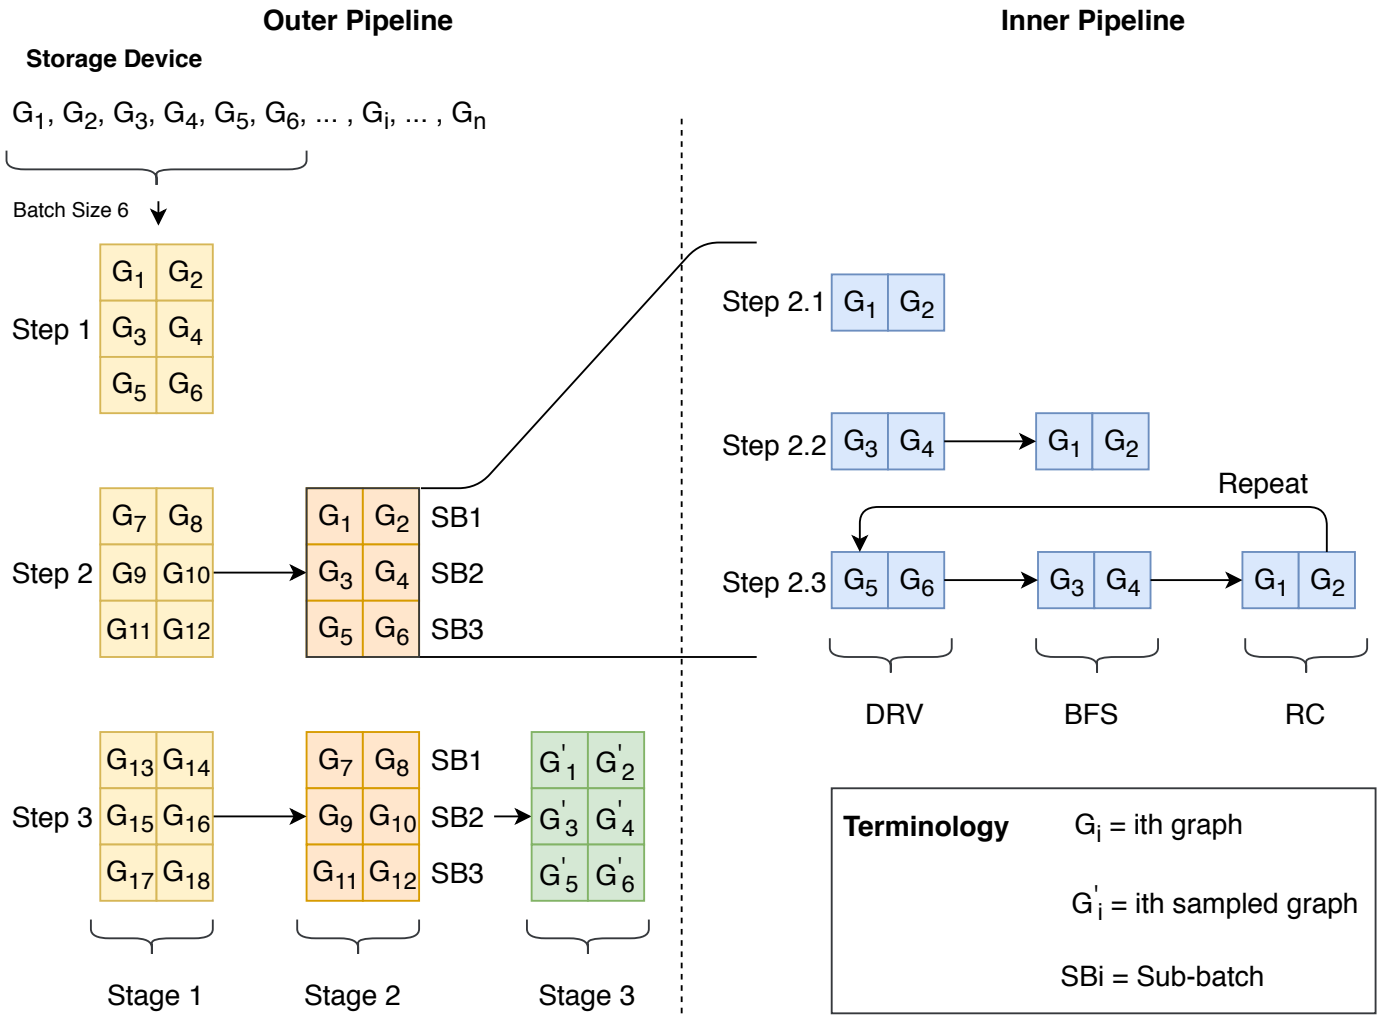 Outer Pipeline
Inner Pipeline
Storage Device
G1, G2, G3, G4, G5, G6, ... , Gi, ... , Gn
Batch Size 6
Step 1
G1 G2
G3 G4
G5 G6
Step 2
G7 G8
G9 G10
G11 G12
G1 G2 SB1
G3 G4 SB2
G5 G6 SB3
Step 3
G13 G14
G15 G16
G17 G18
G7 G8 SB1
G9 G10 SB2
G11 G12 SB3
G'1 G'2
G'3 G'4
G'5 G'6
Stage 1
Stage 2
Stage 3
Step 2.1 G1 G2
Step 2.2 G3 G4 G1 G2
Repeat
Step 2.3 G5 G6 G3 G4 G1 G2
DRV BFS RC
Terminology
Gi = ith graph
G'i = ith sampled graph
SBi = Sub-batch